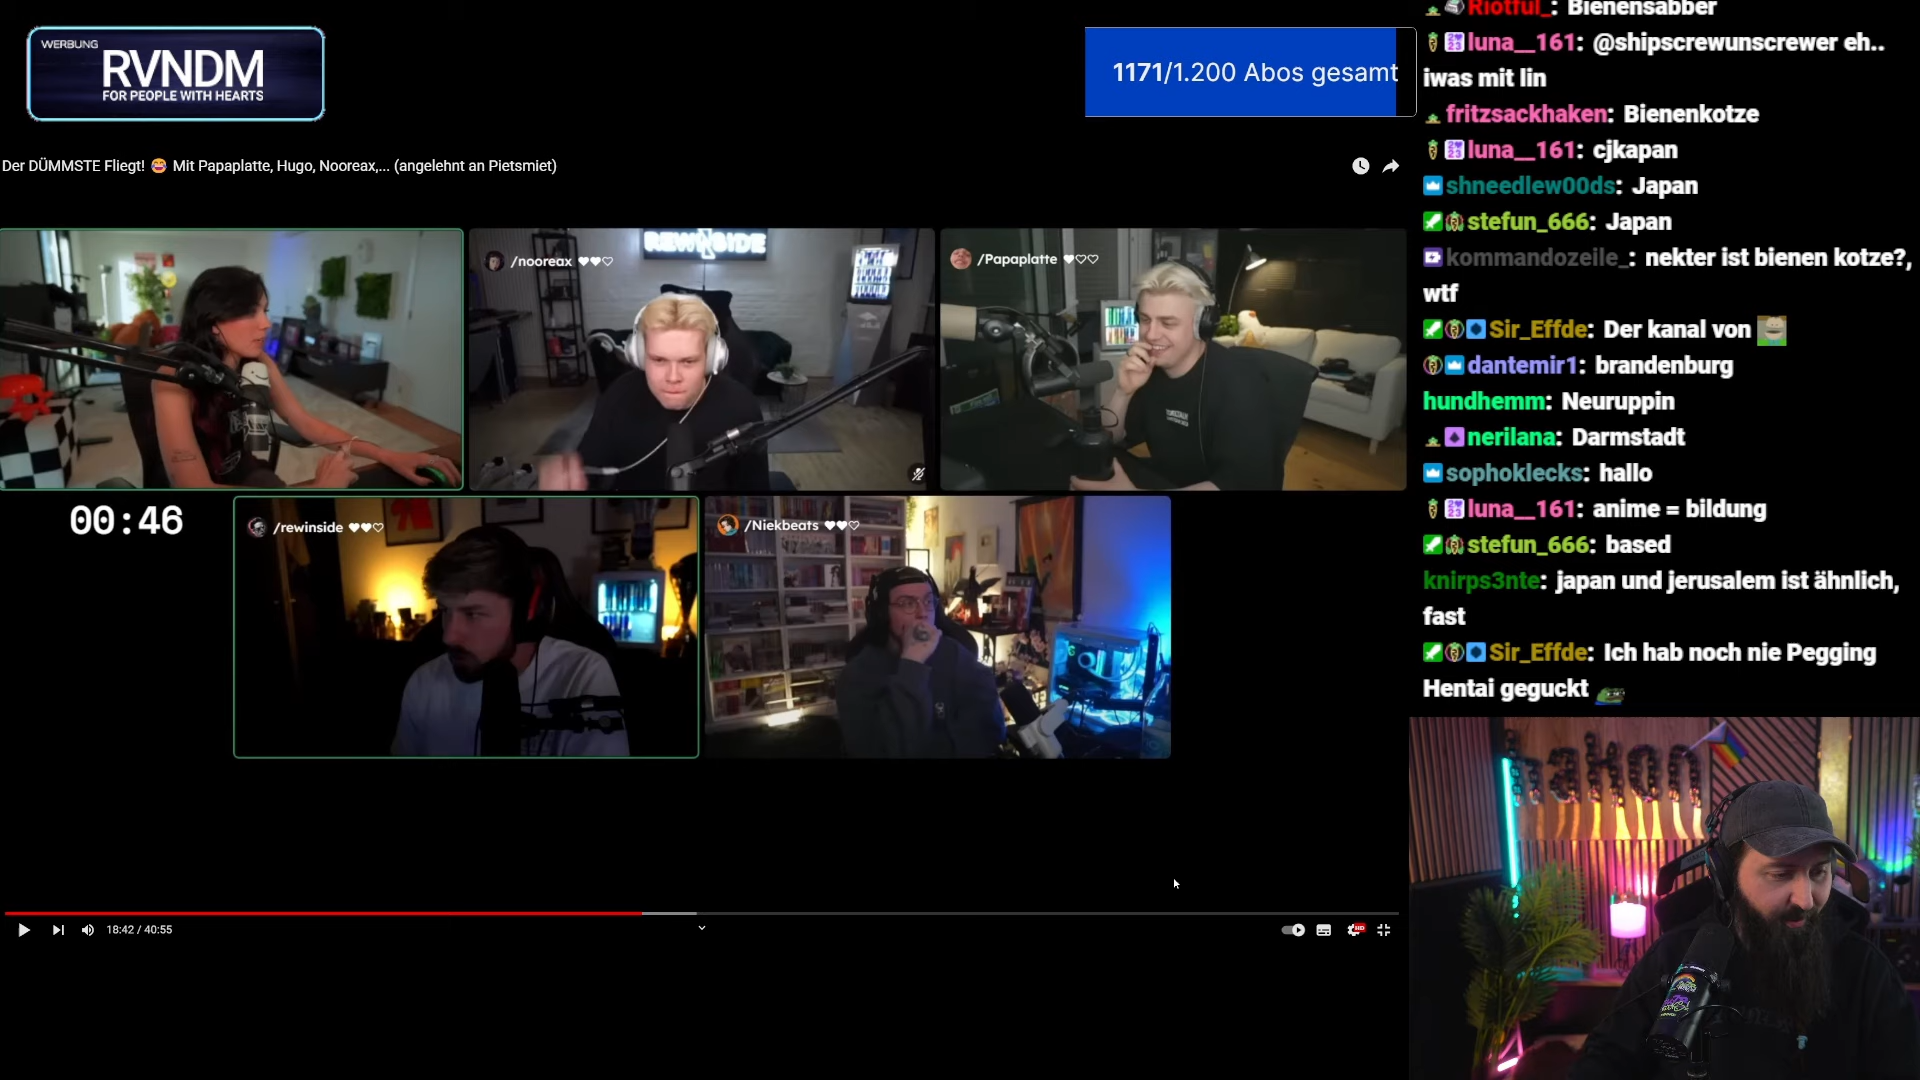 WERBUNG
RVNDM
FOR PEOPLE WITH HEARTS
1171/1.200 Abos gesamt
Der DÜMMSTE Fliegt! 😄 Mit Papaplatte, Hugo, Nooreax,... (angelehnt an Pietsmiet)
REWINSIDE
/nooreax ♥♥♡
/Papaplatte ♥♡♡
00:46
/rewinside ♥♥♡
/Niekbeats ♥♥♡
18:42 / 40:55
HD
Riotful_: Bienensabber
luna__161: @shipscrewunscrewer eh..
iwas mit lin
fritzsackhaken: Bienenkotze
luna__161: cjkapan
shneedlew00ds: Japan
stefun_666: Japan
kommandozeile_: nekter ist bienen kotze?,
wtf
Sir_Effde: Der kanal von
dantemir1: brandenburg
hundhemm: Neuruppin
nerilana: Darmstadt
sophoklecks: hallo
luna__161: anime = bildung
stefun_666: based
knirps3nte: japan und jerusalem ist ähnlich,
fast
Sir_Effde: Ich hab noch nie Pegging
Hentai geguckt